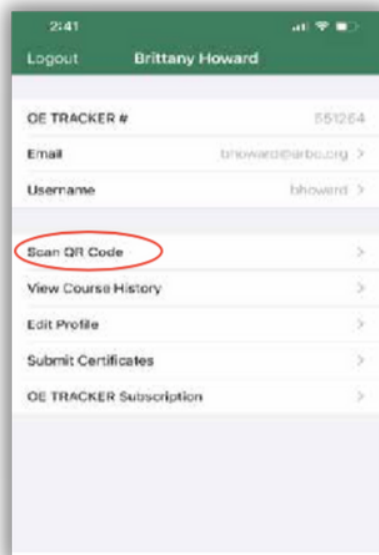 2:41
Logout Brittany Howard
OE TRACKER # 551264
Email bhoward@arbo.org
Username bhoward
Scan QR Code
View Course History
Edit Profile
Submit Certificates
OE TRACKER Subscription